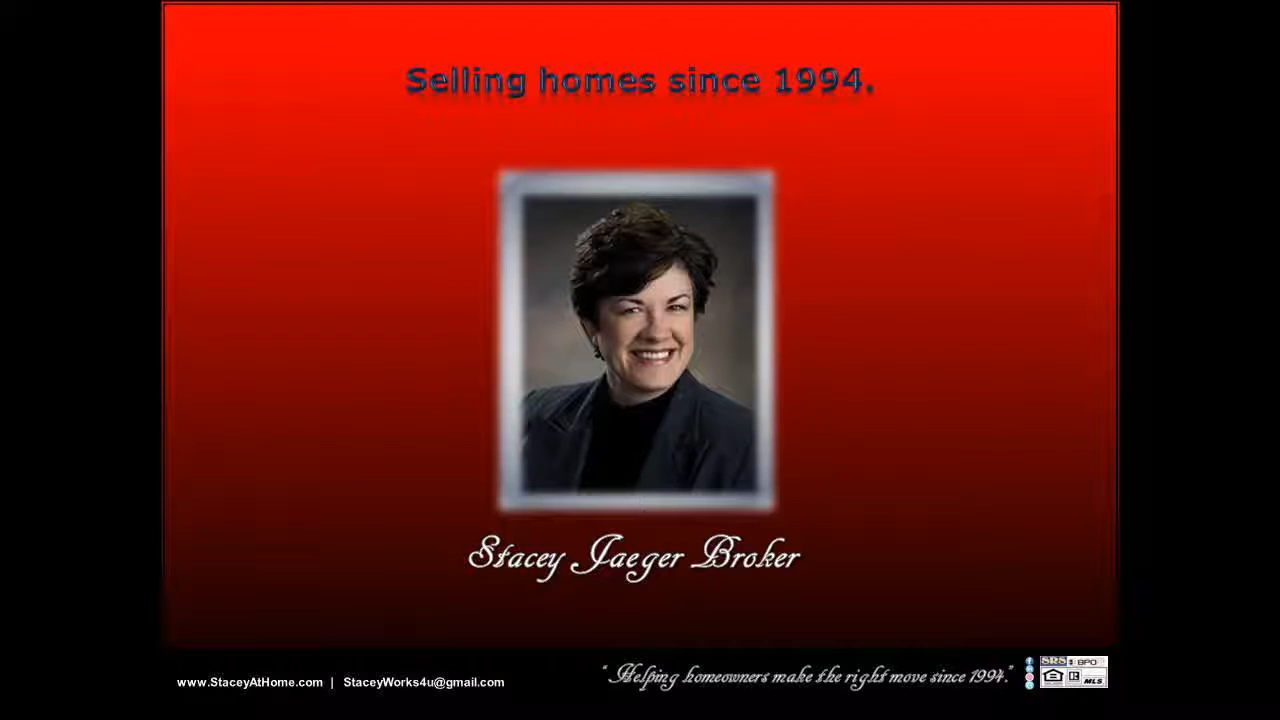 Selling homes since 1994.
Stacey Jaeger Broker
www.StaceyAtHome.com | StaceyWorks4u@gmail.com
"Helping homeowners make the right move since 1994."
SRS BPO
R MLS